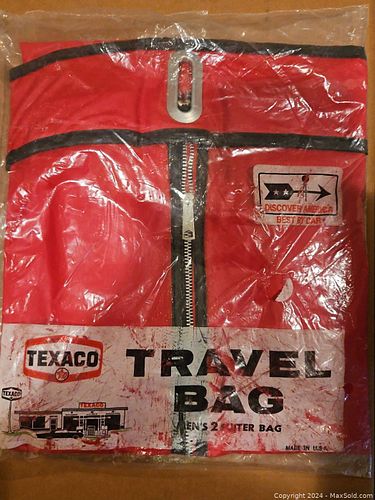 DISCOVER AMERICA
BEST BY CAR
TEXACO
TRAVEL
BAG
MEN'S 2 SUITER BAG
TEXACO
TEXACO
MADE IN U.S.A.
Copyright 2024 - MaxSold.com